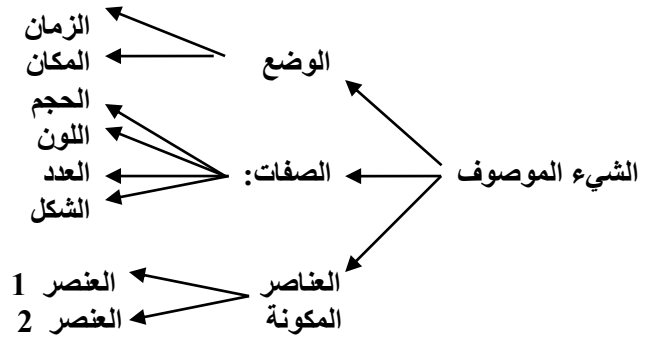 الشيء الموصوف
الوضع
الزمان
المكان
الصفات:
الحجم
اللون
العدد
الشكل
العناصر
المكونة
العنصر 1
العنصر 2